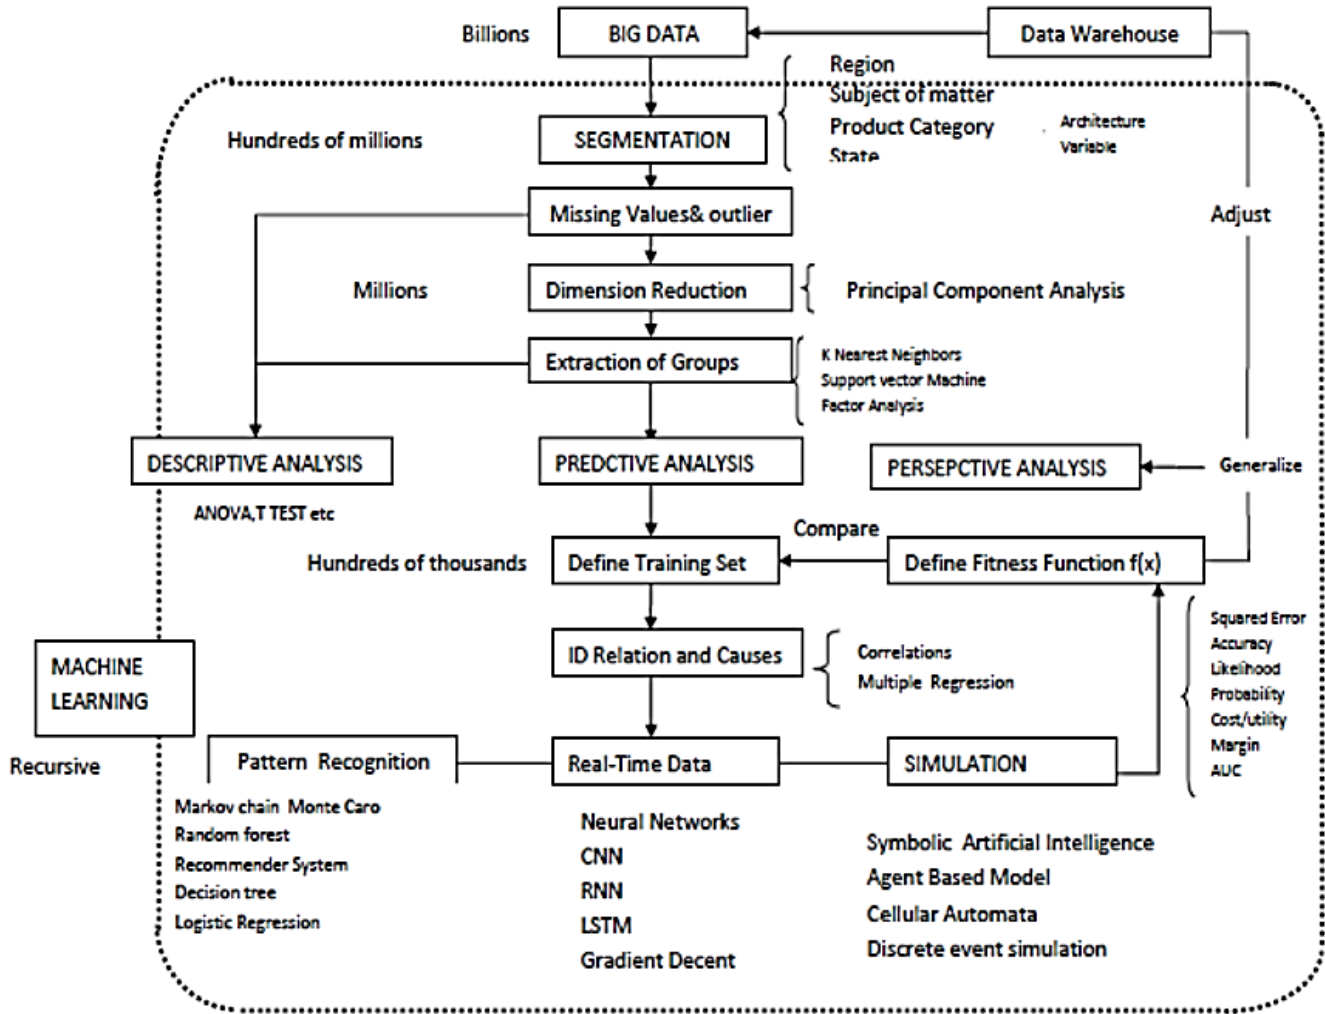 Billions
BIG DATA
Data Warehouse
Region
Subject of matter
Product Category
State
Architecture
Variable
Hundreds of millions
SEGMENTATION
Missing Values& outlier
Adjust
Millions
Dimension Reduction
Principal Component Analysis
Extraction of Groups
K Nearest Neighbors
Support vector Machine
Factor Analysis
DESCRIPTIVE ANALYSIS
PREDCTIVE ANALYSIS
PERSEPCTIVE ANALYSIS
Generalize
ANOVA,T TEST etc
Compare
Hundreds of thousands
Define Training Set
Define Fitness Function f(x)
ID Relation and Causes
Correlations
Multiple Regression
Squared Error
Accuracy
Likelihood
Probability
Cost/utility
Margin
AUC
MACHINE
LEARNING
Recursive
Pattern Recognition
Real-Time Data
SIMULATION
Markov chain Monte Caro
Random forest
Recommender System
Decision tree
Logistic Regression
Neural Networks
CNN
RNN
LSTM
Gradient Decent
Symbolic Artificial Intelligence
Agent Based Model
Cellular Automata
Discrete event simulation